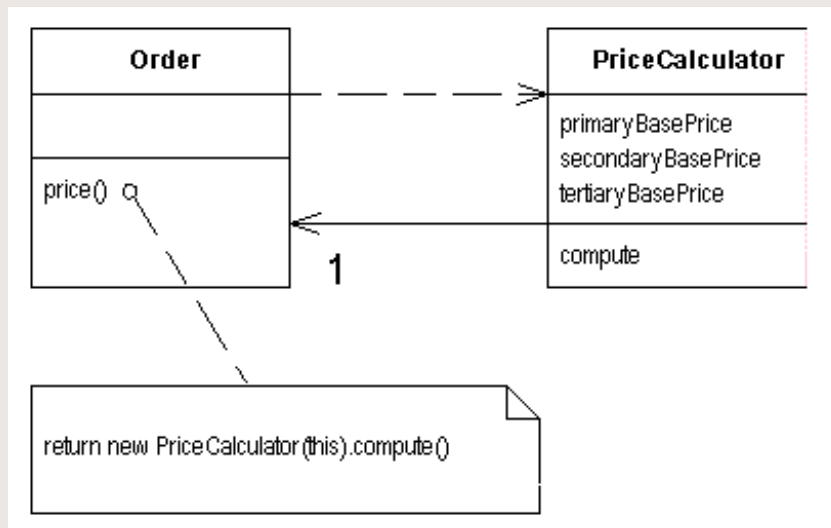 Order
price()
PriceCalculator
primaryBasePrice
secondaryBasePrice
tertiaryBasePrice
compute
1
return new PriceCalculator(this).compute()